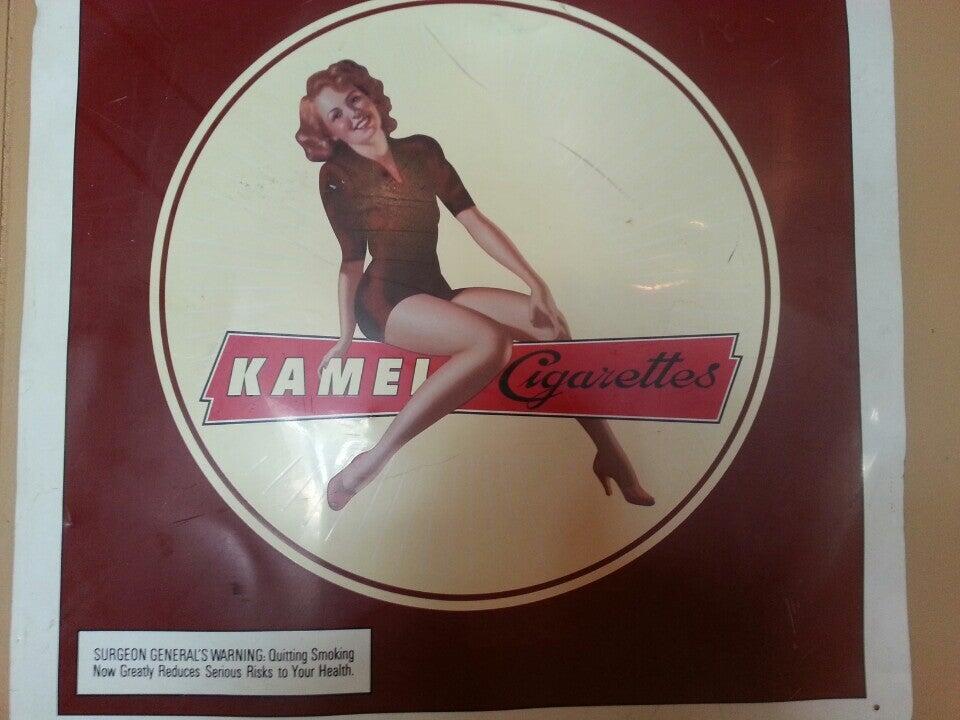 KAMEL Cigarettes
SURGEON GENERAL'S WARNING: Quitting Smoking
Now Greatly Reduces Serious Risks to Your Health.